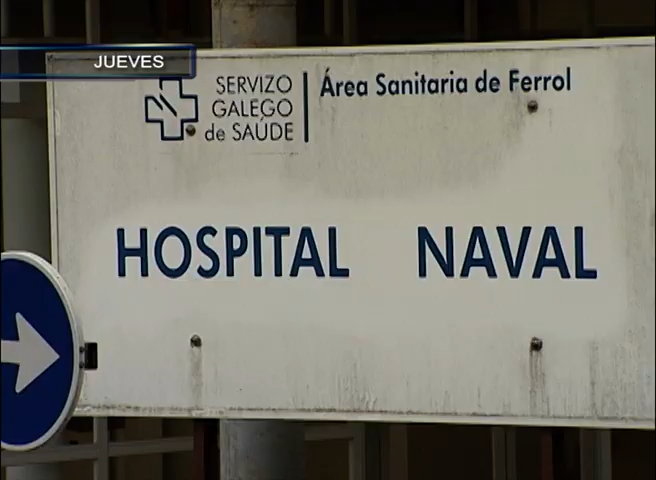 JUEVES
SERVIZO
GALEGO
de SAÚDE
Área Sanitaria de Ferrol
HOSPITAL NAVAL